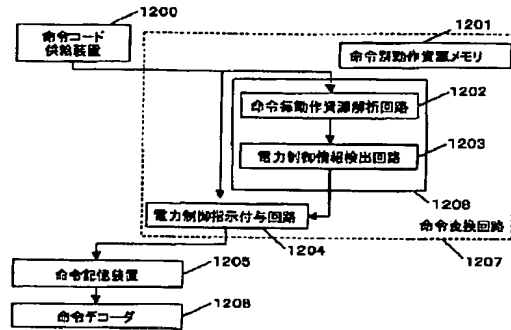 1200
命令コード
供給装置
1201
命令別動作資源メモリ
1202
命令毎動作資源解析回路
1203
電力制御情報検出回路
1208
電力制御指示付与回路
1204
命令変換回路
1207
1205
命令記憶装置
1206
命令デコーダ